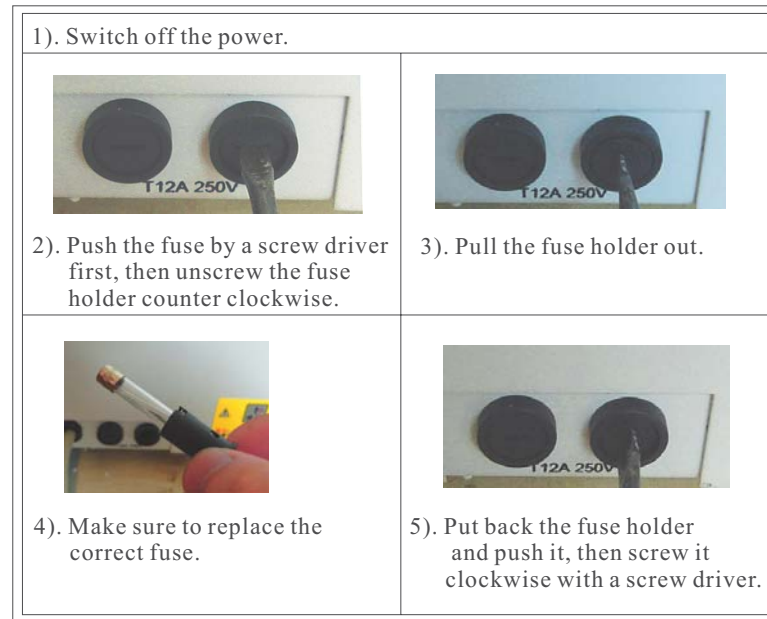 1). Switch off the power.
T12A 250V
T12A 250V
2). Push the fuse by a screw driver
first, then unscrew the fuse
holder counter clockwise.
3). Pull the fuse holder out.
T12A 250V
4). Make sure to replace the
correct fuse.
5). Put back the fuse holder
and push it, then screw it
clockwise with a screw driver.